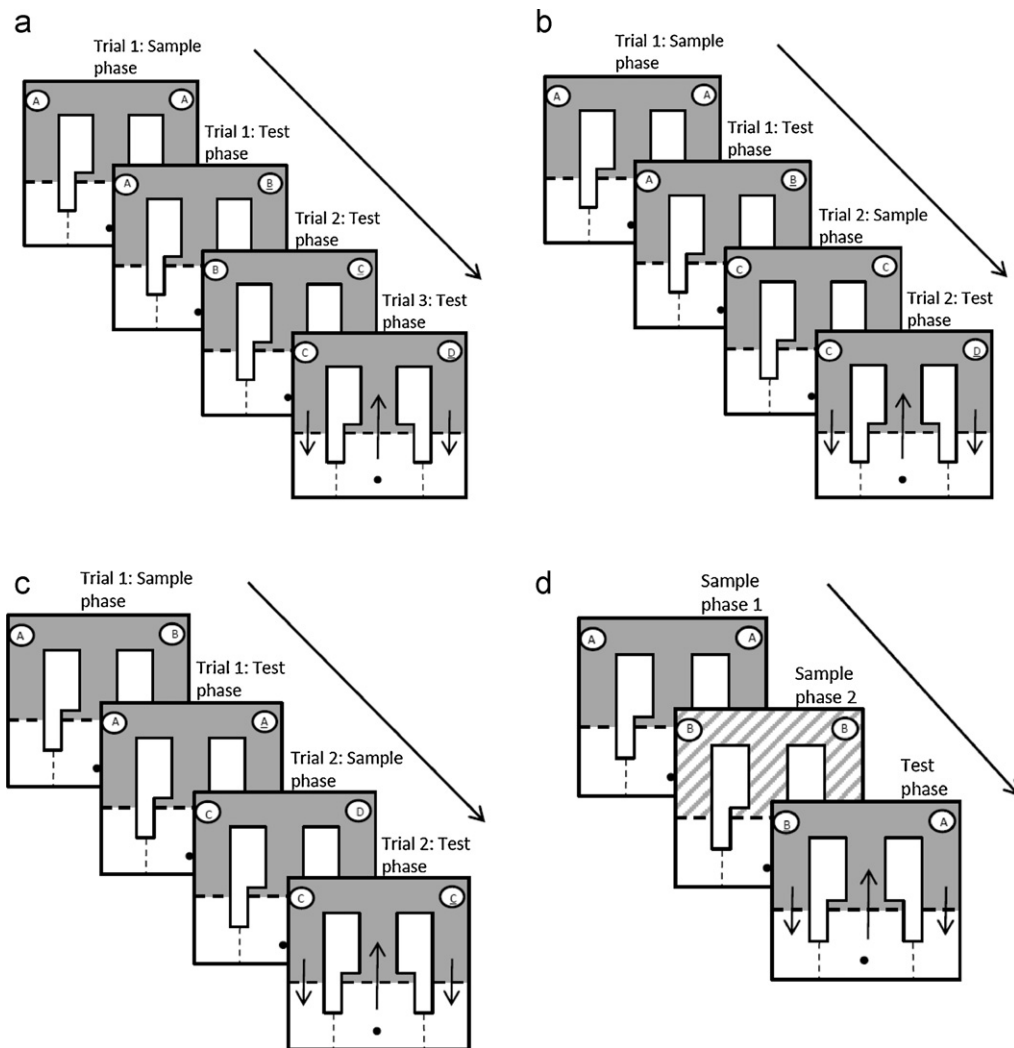 a
Trial 1: Sample
phase
A A
Trial 1: Test
phase
A B
Trial 2: Test
phase
B C
Trial 3: Test
phase
C D
b
Trial 1: Sample
phase
A A
Trial 1: Test
phase
A B
Trial 2: Sample
phase
C C
Trial 2: Test
phase
C D
c
Trial 1: Sample
phase
A B
Trial 1: Test
phase
A A
Trial 2: Sample
phase
C D
Trial 2: Test
phase
C C
d
Sample
phase 1
A A
Sample
phase 2
B B
Test
phase
B A